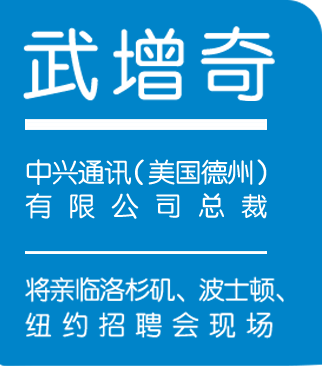 武增奇
中兴通讯(美国德州)
有限公司总裁
将亲临洛杉矶、波士顿、
纽约招聘会现场